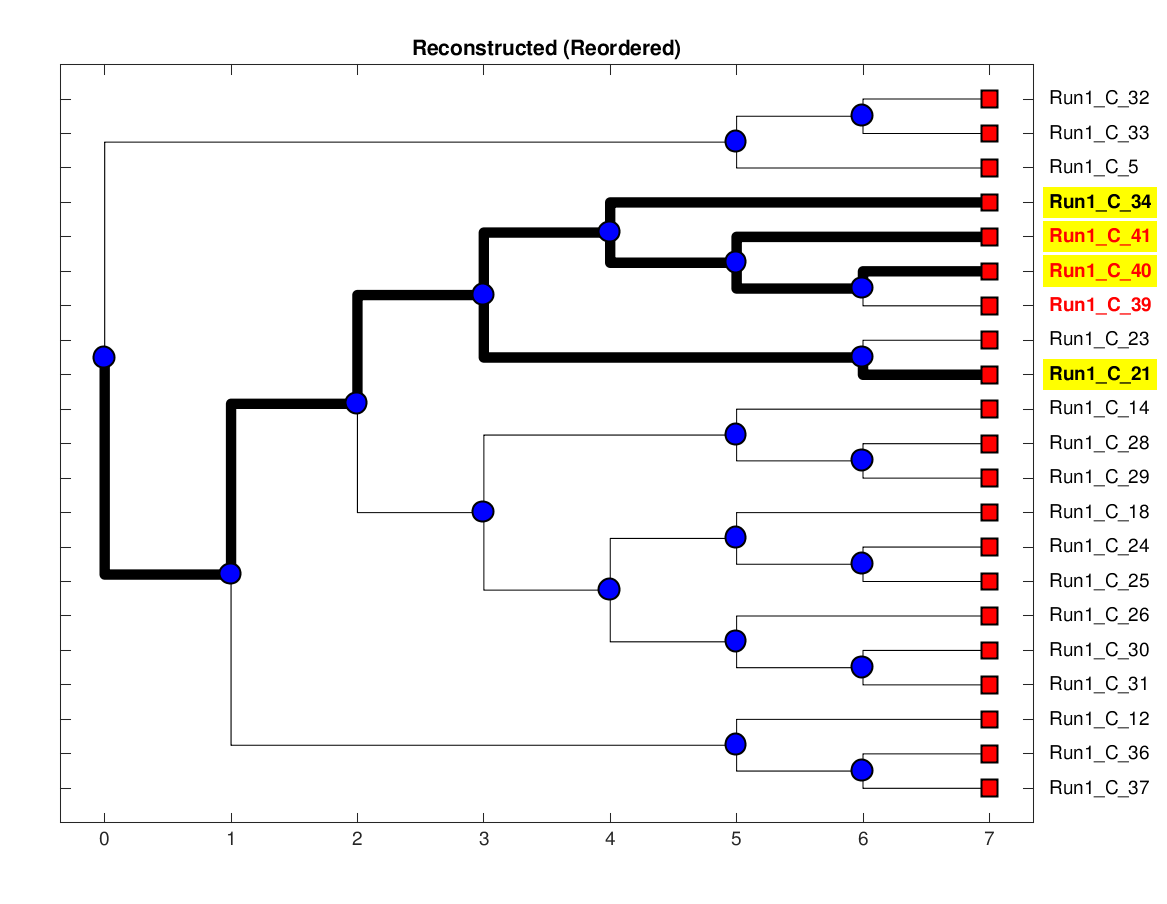 Reconstructed (Reordered)
Run1_C_32
Run1_C_33
Run1_C_5
Run1_C_34
Run1_C_41
Run1_C_40
Run1_C_39
Run1_C_23
Run1_C_21
Run1_C_14
Run1_C_28
Run1_C_29
Run1_C_18
Run1_C_24
Run1_C_25
Run1_C_26
Run1_C_30
Run1_C_31
Run1_C_12
Run1_C_36
Run1_C_37
0 1 2 3 4 5 6 7